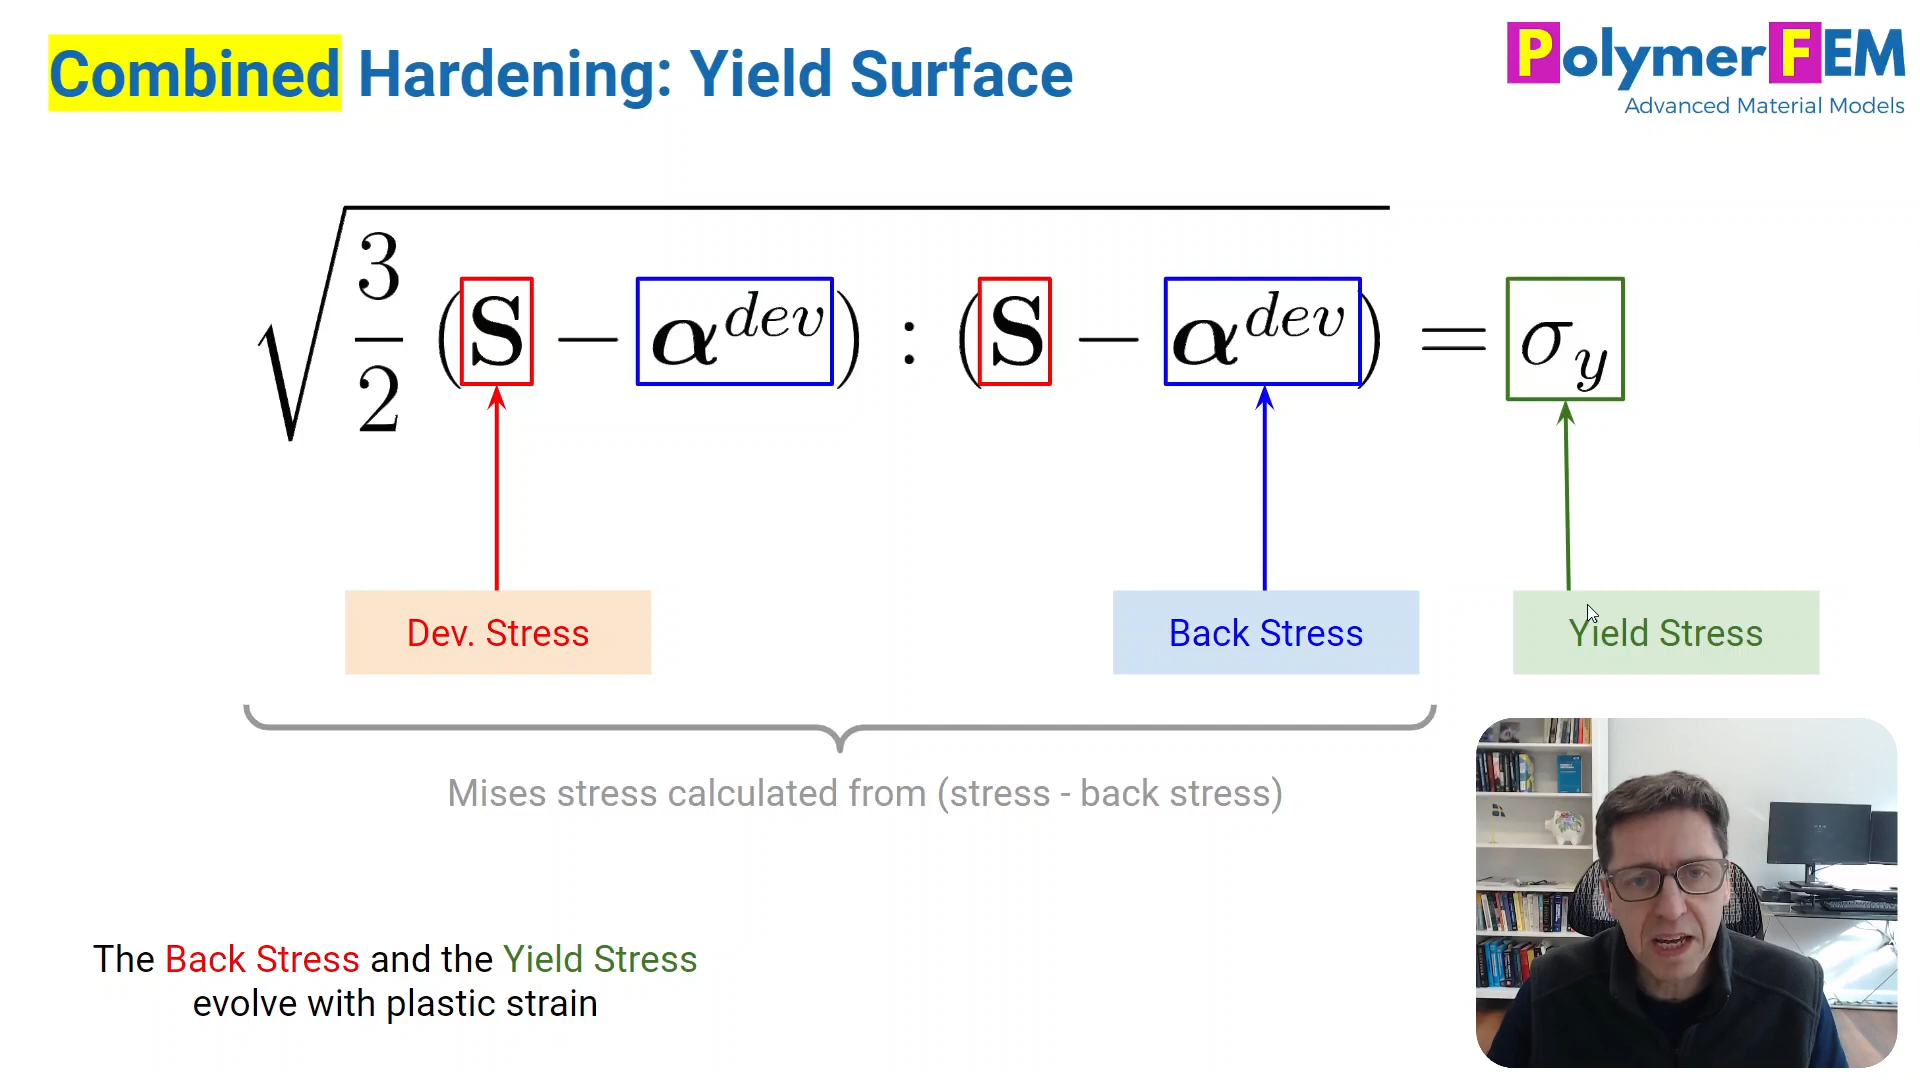 Combined Hardening: Yield Surface
PolymerFEM
Advanced Material Models
√(3/2 (S − α^dev) : (S − α^dev)) = σ_y
Dev. Stress
Back Stress
Yield Stress
Mises stress calculated from (stress - back stress)
The Back Stress and the Yield Stress
evolve with plastic strain